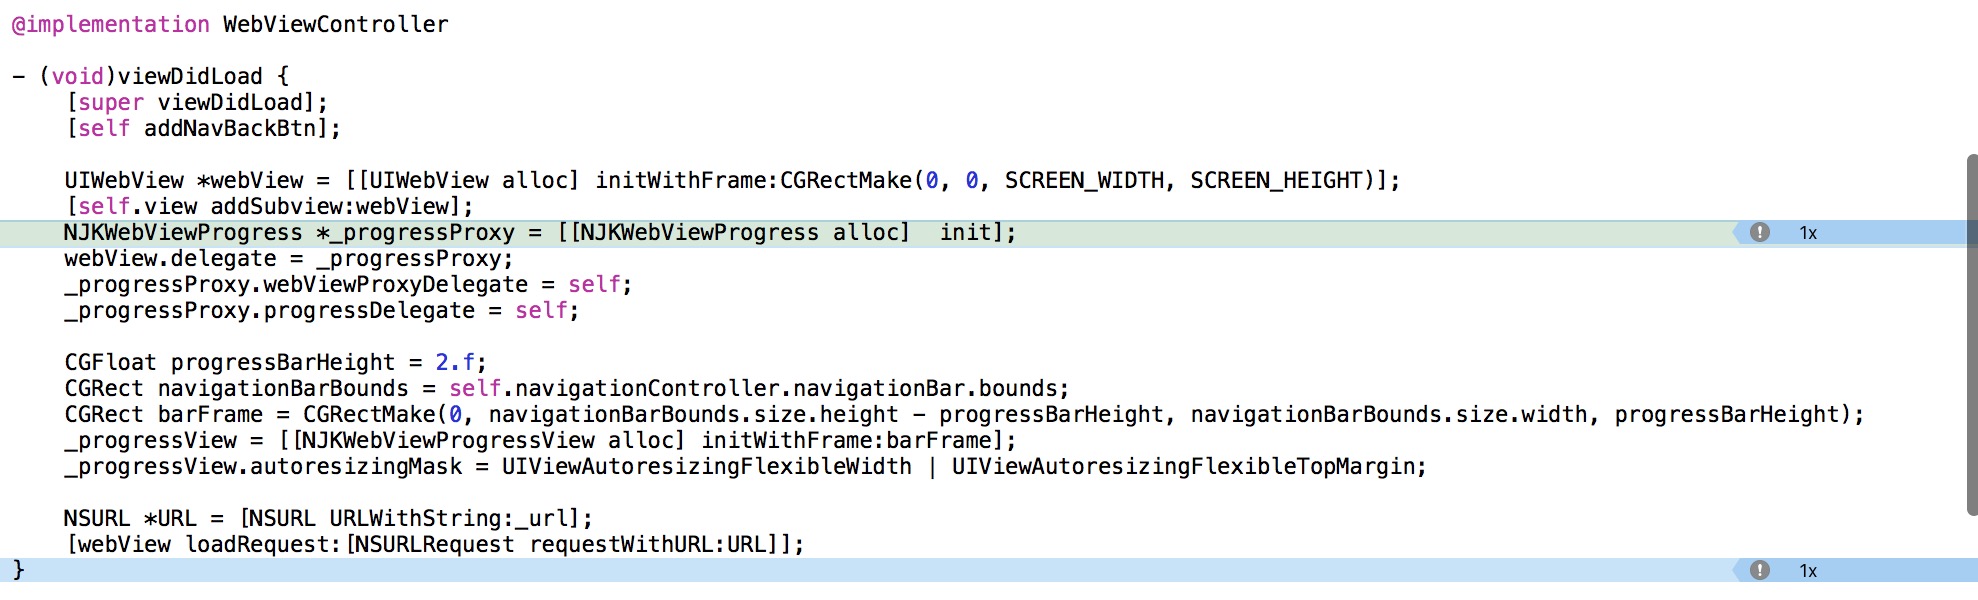 @implementation WebViewController
- (void)viewDidLoad {
[super viewDidLoad];
[self addNavBackBtn];
UIWebView *webView = [[UIWebView alloc] initWithFrame:CGRectMake(0, 0, SCREEN_WIDTH, SCREEN_HEIGHT)];
[self.view addSubview:webView];
NJKWebViewProgress *_progressProxy = [[NJKWebViewProgress alloc]  init]; 1x
webView.delegate = _progressProxy;
_progressProxy.webViewProxyDelegate = self;
_progressProxy.progressDelegate = self;
CGFloat progressBarHeight = 2.f;
CGRect navigationBarBounds = self.navigationController.navigationBar.bounds;
CGRect barFrame = CGRectMake(0, navigationBarBounds.size.height - progressBarHeight, navigationBarBounds.size.width, progressBarHeight);
_progressView = [[NJKWebViewProgressView alloc] initWithFrame:barFrame];
_progressView.autoresizingMask = UIViewAutoresizingFlexibleWidth | UIViewAutoresizingFlexibleTopMargin;
NSURL *URL = [NSURL URLWithString:_url];
[webView loadRequest:[NSURLRequest requestWithURL:URL]];
} 1x